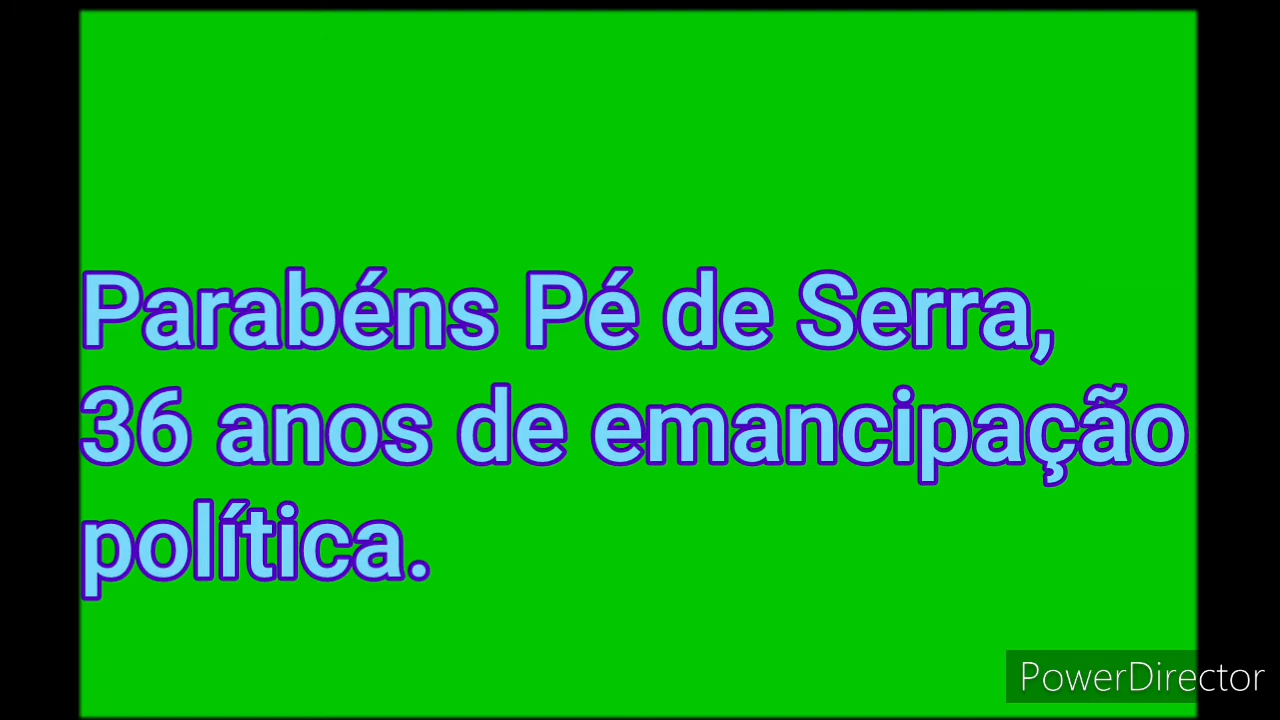 Parabéns Pé de Serra,
36 anos de emancipação
política.
PowerDirector